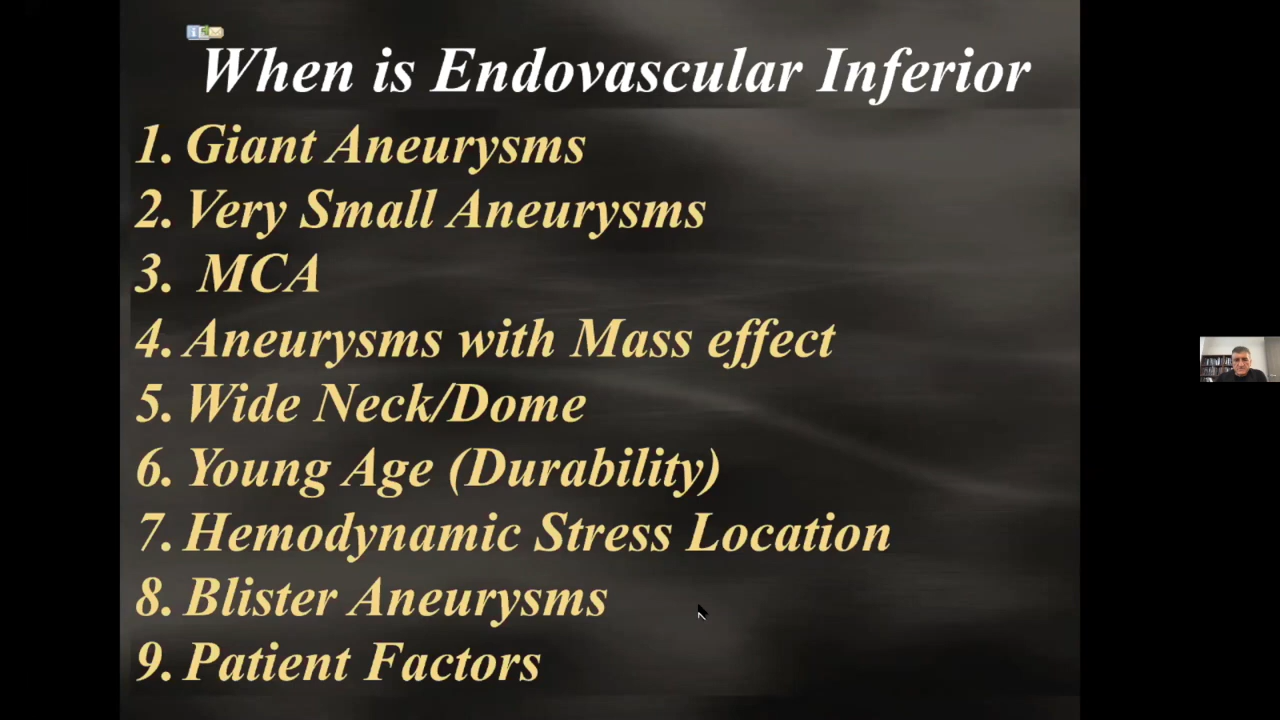 When is Endovascular Inferior
1. Giant Aneurysms
2. Very Small Aneurysms
3. MCA
4. Aneurysms with Mass effect
5. Wide Neck/Dome
6. Young Age (Durability)
7. Hemodynamic Stress Location
8. Blister Aneurysms
9. Patient Factors